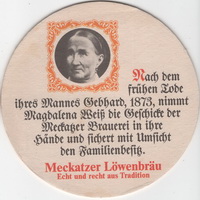 Nach dem
frühen Tode
ihres Mannes Gebhard, 1873, nimmt
Magdalena Weiß die Geschicke der
Meckatzer Brauerei in ihre
Hände und sichert mit Umsicht
den Familienbesitz.
Meckatzer Löwenbräu
Echt und recht aus Tradition